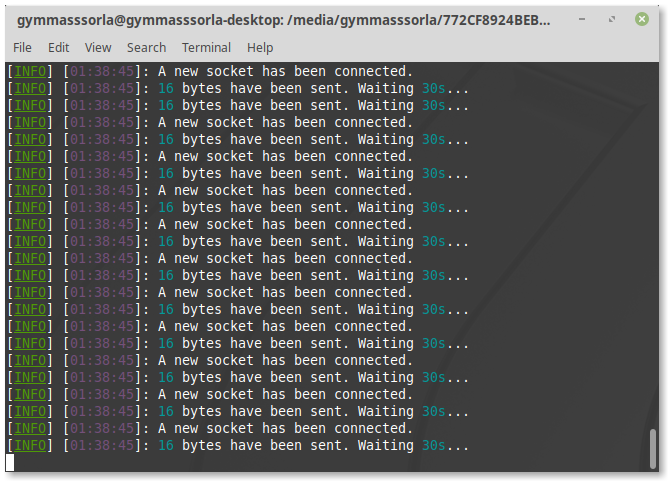 gymmasssorla@gymmasssorla-desktop: /media/gymmasssorla/772CF8924BEB...
File Edit View Search Terminal Help
[INFO] [01:38:45]: A new socket has been connected.
[INFO] [01:38:45]: 16 bytes have been sent. Waiting 30s...
[INFO] [01:38:45]: 16 bytes have been sent. Waiting 30s...
[INFO] [01:38:45]: A new socket has been connected.
[INFO] [01:38:45]: 16 bytes have been sent. Waiting 30s...
[INFO] [01:38:45]: A new socket has been connected.
[INFO] [01:38:45]: 16 bytes have been sent. Waiting 30s...
[INFO] [01:38:45]: A new socket has been connected.
[INFO] [01:38:45]: 16 bytes have been sent. Waiting 30s...
[INFO] [01:38:45]: A new socket has been connected.
[INFO] [01:38:45]: 16 bytes have been sent. Waiting 30s...
[INFO] [01:38:45]: A new socket has been connected.
[INFO] [01:38:45]: 16 bytes have been sent. Waiting 30s...
[INFO] [01:38:45]: A new socket has been connected.
[INFO] [01:38:45]: 16 bytes have been sent. Waiting 30s...
[INFO] [01:38:45]: A new socket has been connected.
[INFO] [01:38:45]: 16 bytes have been sent. Waiting 30s...
[INFO] [01:38:45]: A new socket has been connected.
[INFO] [01:38:45]: 16 bytes have been sent. Waiting 30s...
[INFO] [01:38:45]: A new socket has been connected.
[INFO] [01:38:45]: 16 bytes have been sent. Waiting 30s...
[INFO] [01:38:45]: A new socket has been connected.
[INFO] [01:38:45]: 16 bytes have been sent. Waiting 30s...